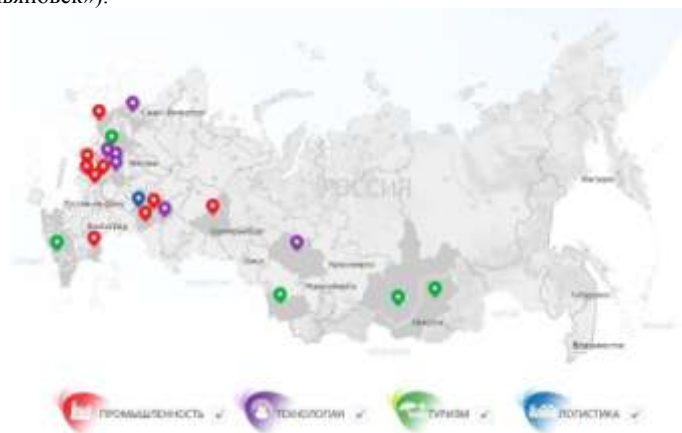 Санкт-Петербург
Москва
РОССИЯ
Магадан
Ростов-на-Дону
Волгоград
Екатеринбург
Омск
Красноярск
Новосибирск
Иркутск
Хабаровск
Владивосток
ПРОМЫШЛЕННОСТЬ
ТЕХНОЛОГИИ
ТУРИЗМ
ЛОГИСТИКА